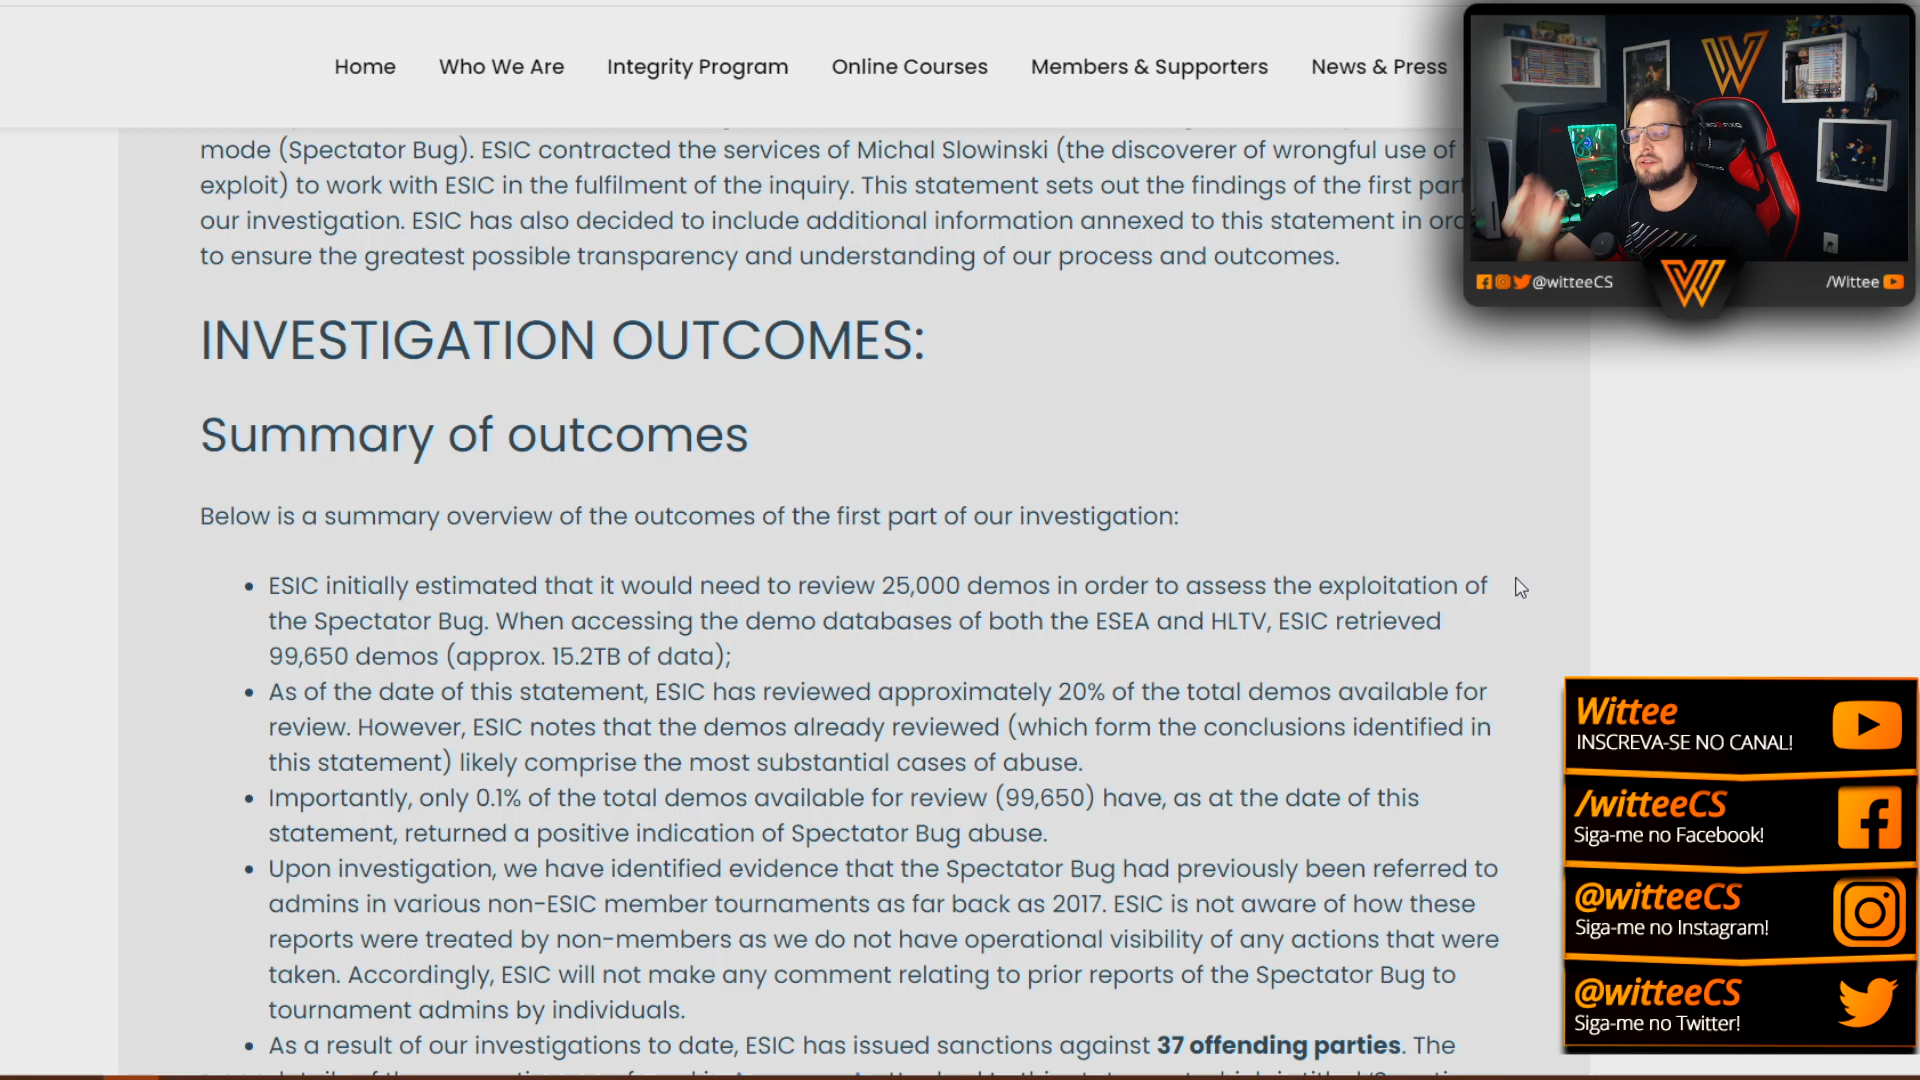 Home Who We Are Integrity Program Online Courses Members & Supporters News & Press
mode (Spectator Bug). ESIC contracted the services of Michal Slowinski (the discoverer of wrongful use of
exploit) to work with ESIC in the fulfilment of the inquiry. This statement sets out the findings of the first part
our investigation. ESIC has also decided to include additional information annexed to this statement in
to ensure the greatest possible transparency and understanding of our process and outcomes.
@witteeCS /Wittee
INVESTIGATION OUTCOMES:
Summary of outcomes
Below is a summary overview of the outcomes of the first part of our investigation:
• ESIC initially estimated that it would need to review 25,000 demos in order to assess the exploitation of
the Spectator Bug. When accessing the demo databases of both the ESEA and HLTV, ESIC retrieved
99,650 demos (approx. 15.2TB of data);
• As of the date of this statement, ESIC has reviewed approximately 20% of the total demos available for
review. However, ESIC notes that the demos already reviewed (which form the conclusions identified in
this statement) likely comprise the most substantial cases of abuse.
• Importantly, only 0.1% of the total demos available for review (99,650) have, as at the date of this
statement, returned a positive indication of Spectator Bug abuse.
• Upon investigation, we have identified evidence that the Spectator Bug had previously been referred to
admins in various non-ESIC member tournaments as far back as 2017. ESIC is not aware of how these
reports were treated by non-members as we do not have operational visibility of any actions that were
taken. Accordingly, ESIC will not make any comment relating to prior reports of the Spectator Bug to
tournament admins by individuals.
• As a result of our investigations to date, ESIC has issued sanctions against 37 offending parties. The
Wittee
INSCREVA-SE NO CANAL!
/witteeCS
Siga-me no Facebook!
@witteeCS
Siga-me no Instagram!
@witteeCS
Siga-me no Twitter!